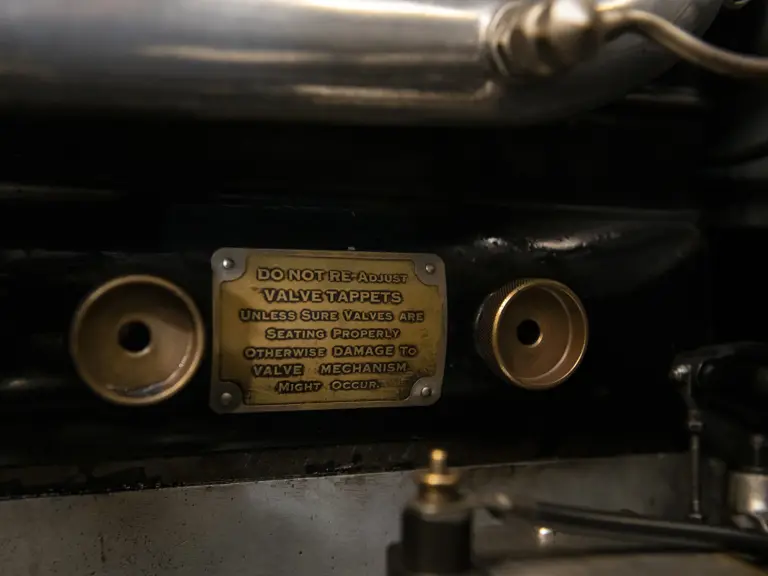 DO NOT RE-ADJUST
VALVE TAPPETS
UNLESS SURE VALVES ARE
SEATING PROPERLY
OTHERWISE DAMAGE TO
VALVE MECHANISM
MIGHT OCCUR.